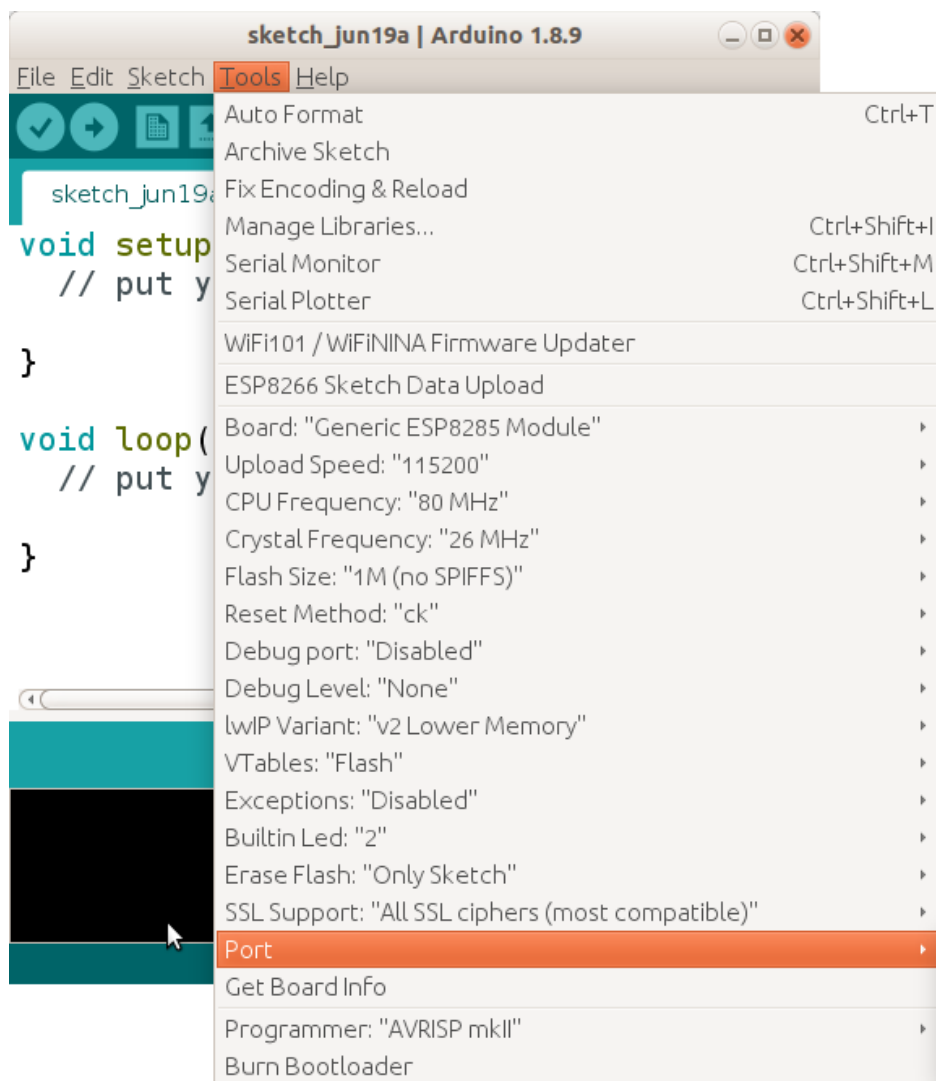 sketch_jun19a | Arduino 1.8.9
File Edit Sketch Tools Help
Auto Format Ctrl+T
Archive Sketch
sketch_jun19a
Fix Encoding & Reload
Manage Libraries... Ctrl+Shift+I
void setup
Serial Monitor Ctrl+Shift+M
// put y
Serial Plotter Ctrl+Shift+L
WiFi101 / WiFiNINA Firmware Updater
}
ESP8266 Sketch Data Upload
Board: "Generic ESP8285 Module"
void loop(
Upload Speed: "115200"
// put y
CPU Frequency: "80 MHz"
Crystal Frequency: "26 MHz"
}
Flash Size: "1M (no SPIFFS)"
Reset Method: "ck"
Debug port: "Disabled"
Debug Level: "None"
lwIP Variant: "v2 Lower Memory"
VTables: "Flash"
Exceptions: "Disabled"
Builtin Led: "2"
Erase Flash: "Only Sketch"
SSL Support: "All SSL ciphers (most compatible)"
Port
Get Board Info
Programmer: "AVRISP mkII"
Burn Bootloader